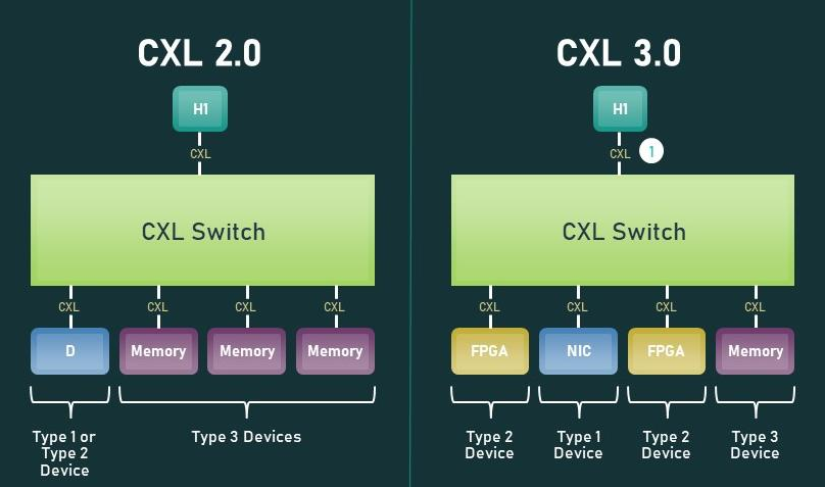 CXL 2.0
H1
CXL
CXL Switch
CXL CXL CXL CXL
D Memory Memory Memory
Type 1 or
Type 2
Device
Type 3 Devices
CXL 3.0
H1
CXL 1
CXL Switch
CXL CXL CXL CXL
FPGA NIC FPGA Memory
Type 2
Device
Type 1
Device
Type 2
Device
Type 3
Device